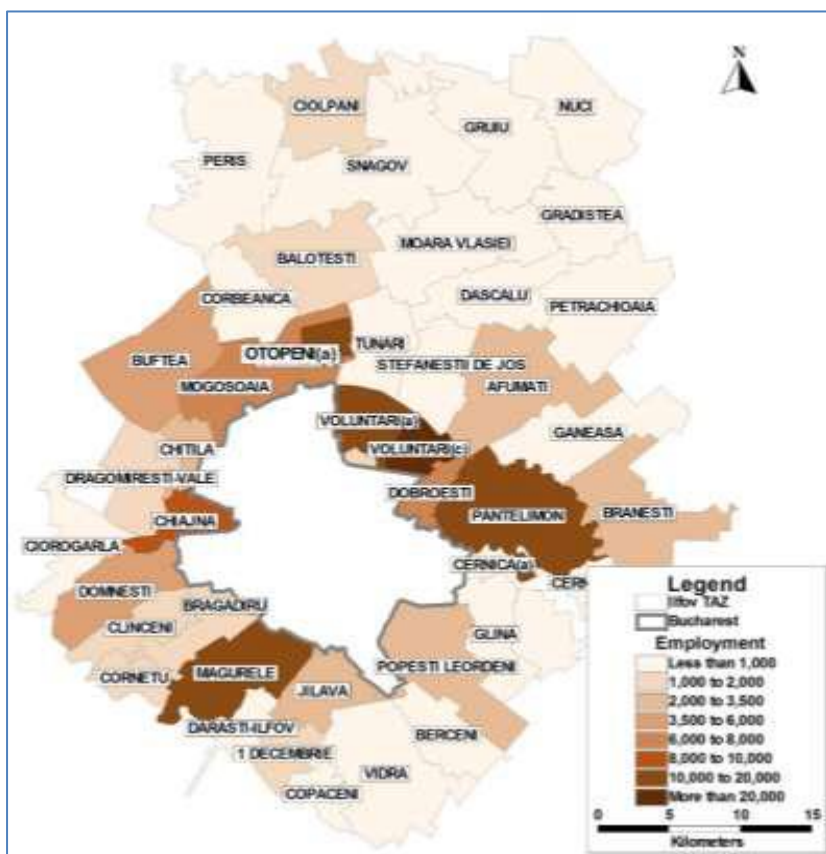 N
CIOLPANI
NUCI
GRUIU
PERIS
SNAGOV
GRADISTEA
MOARA VLASIEI
BALOTESTI
DASCALU
CORBEANCA
PETRACHIOAIA
OTOPENI(a)
TUNARI
BUFTEA
STEFANESTII DE JOS
MOGOSOAIA
AFUMATI
VOLUNTARI(a)
GANEASA
CHITILA
VOLUNTARI(c)
DRAGOMIRESTI-VALE
DOBROESTI
PANTELIMON
BRANESTI
CHIAJNA
CIOROGARLA
CERNICA(a)
CERN
DOMNESTI
BRAGADIRU
CLINCENI
GLINA
CORNETU
MAGURELE
POPESTI LEORDENI
JILAVA
DARASTI-ILFOV
BERCENI
1 DECEMBRIE
VIDRA
COPACENI
Legend
Ilfov TAZ
Bucharest
Employment
Less than 1,000
1,000 to 2,000
2,000 to 3,500
3,500 to 6,000
6,000 to 8,000
8,000 to 10,000
10,000 to 20,000
More than 20,000
0 5 10 15
Kilometers